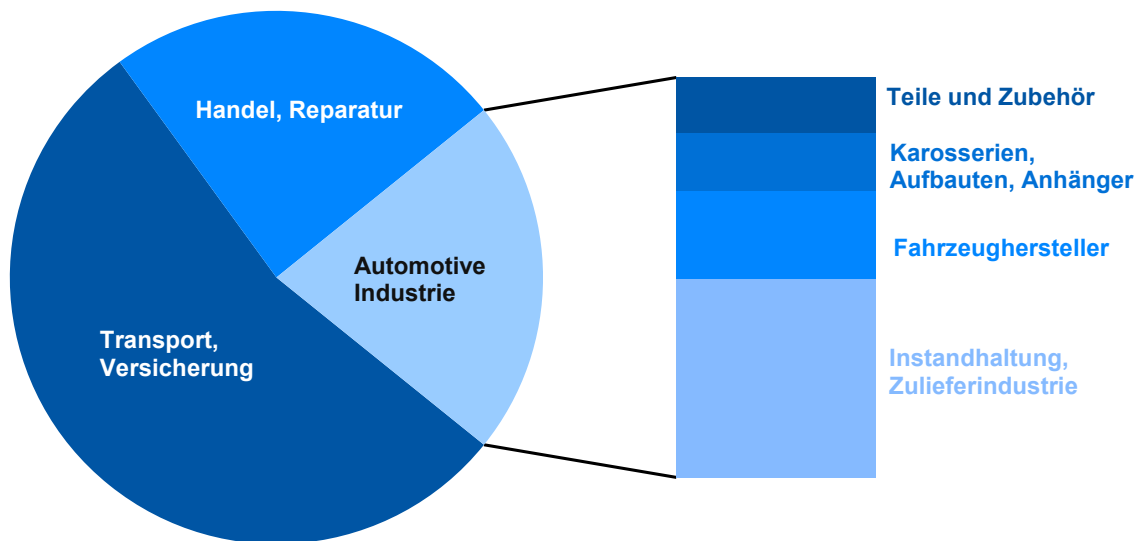 Handel, Reparatur
Automotive
Industrie
Transport,
Versicherung
Teile und Zubehör
Karosserien,
Aufbauten, Anhänger
Fahrzeughersteller
Instandhaltung,
Zulieferindustrie